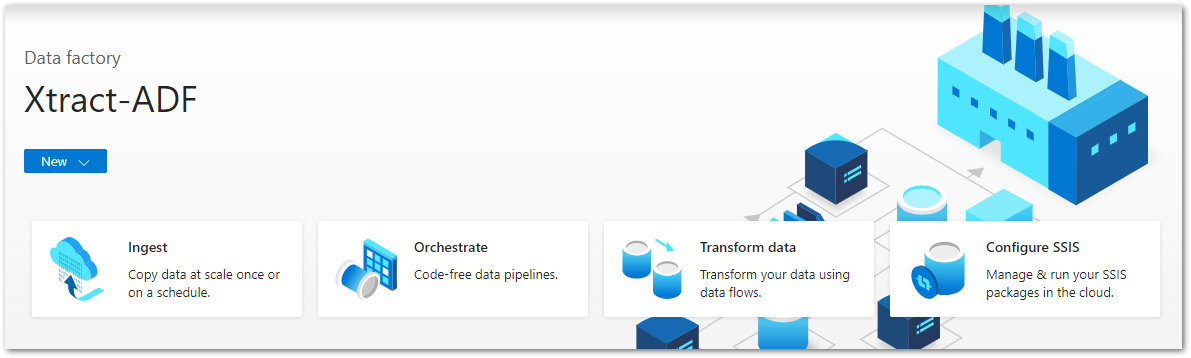 Data factory
Xtract-ADF
New
Ingest
Copy data at scale once or
on a schedule.
Orchestrate
Code-free data pipelines.
Transform data
Transform your data using
data flows.
Configure SSIS
Manage & run your SSIS
packages in the cloud.